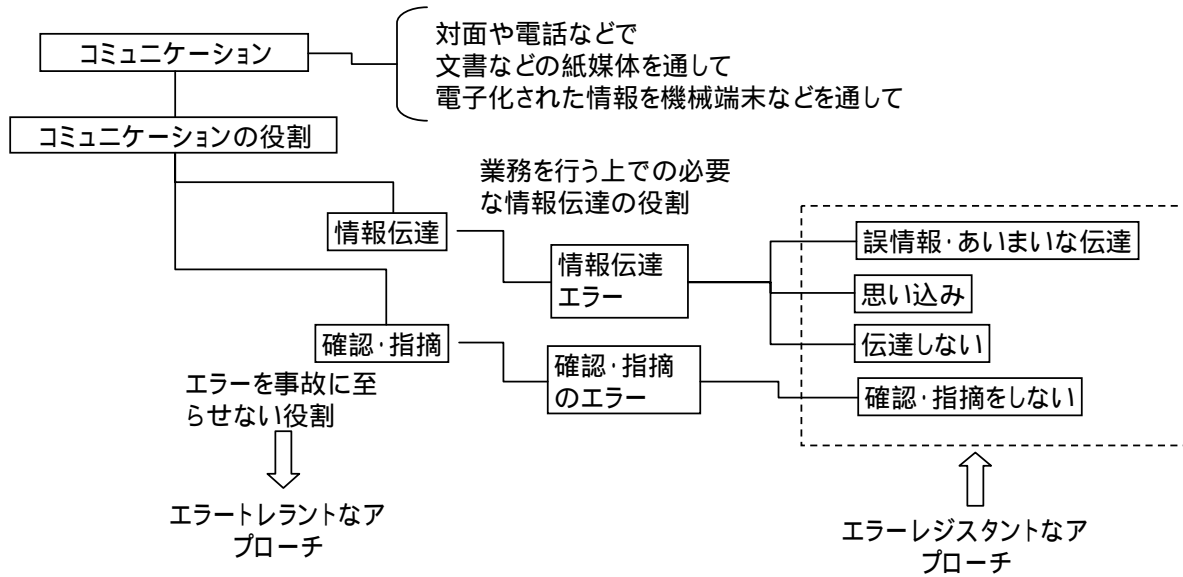 コミュニケーション
対面や電話などで
文書などの紙媒体を通して
電子化された情報を機械端末などを通して
コミュニケーションの役割
業務を行う上での必要
な情報伝達の役割
情報伝達
情報伝達
エラー
誤情報・あいまいな伝達
思い込み
伝達しない
確認・指摘
確認・指摘
のエラー
確認・指摘をしない
エラーを事故に至
らせない役割
エラートレラントなア
プローチ
エラーレジスタントなア
プローチ